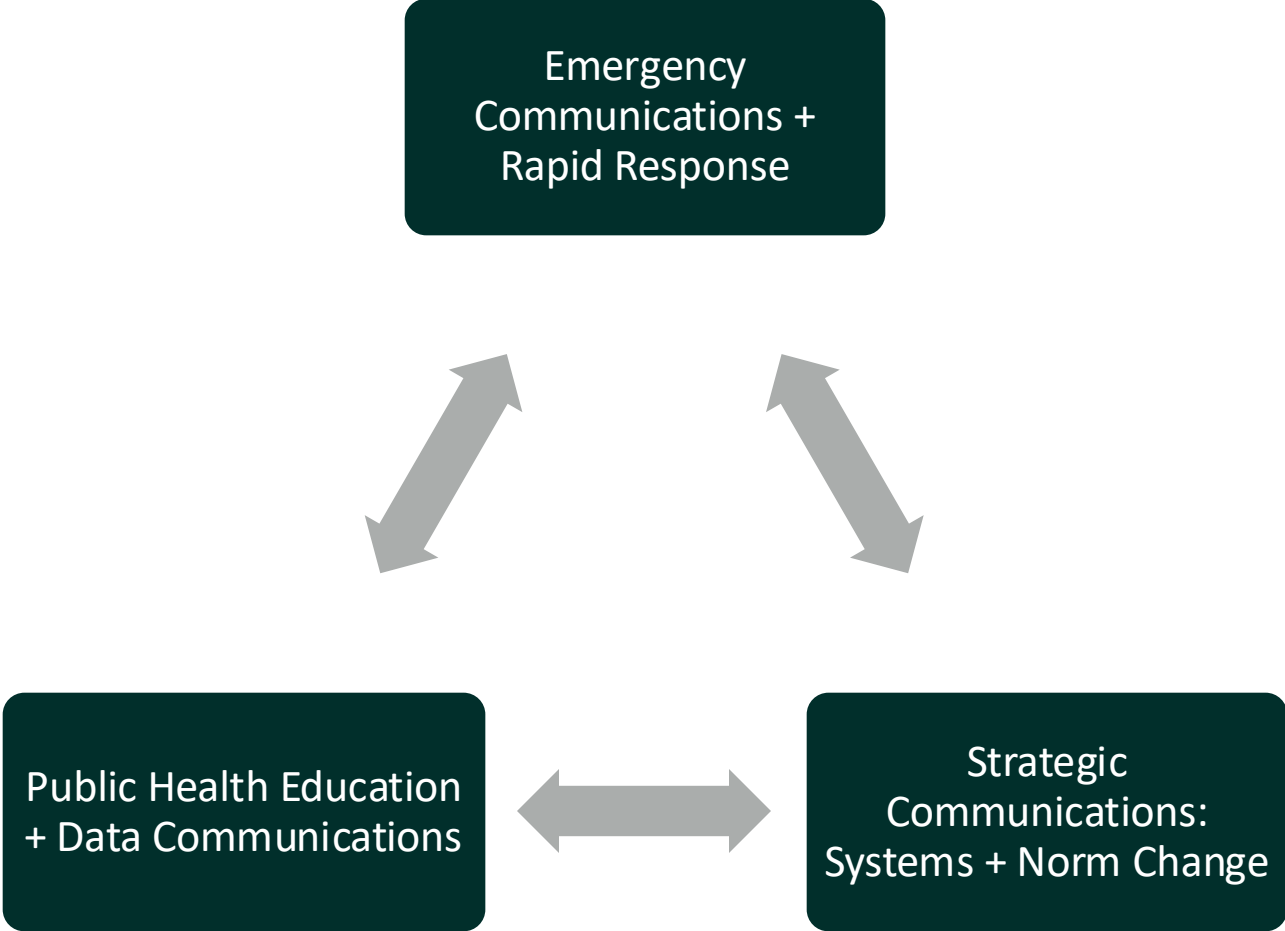 Emergency
Communications +
Rapid Response
Public Health Education
+ Data Communications
Strategic
Communications:
Systems + Norm Change